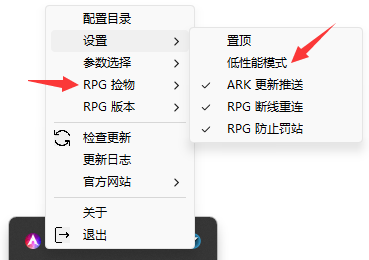 配置目录
设置
参数选择
RPG 捡物
RPG 版本
检查更新
更新日志
官方网站
关于
退出
置顶
低性能模式
ARK 更新推送
RPG 断线重连
RPG 防止罚站